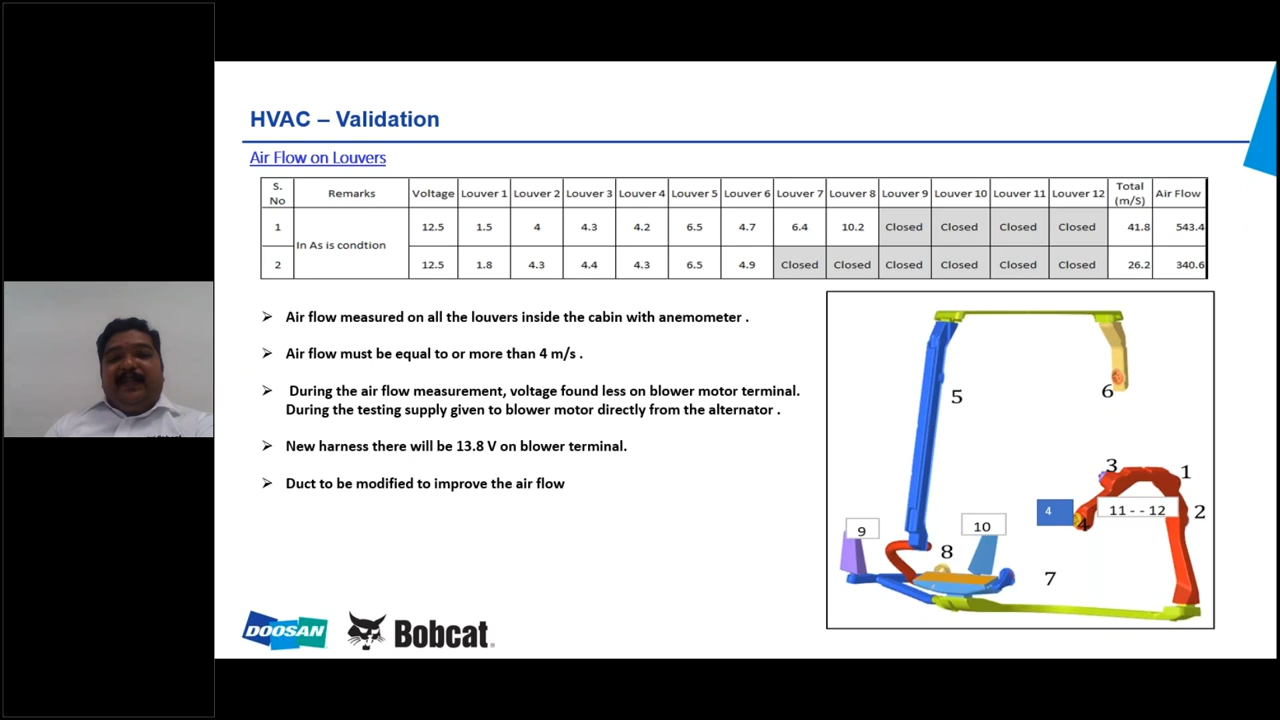 HVAC – Validation
Air Flow on Louvers
S. No Remarks Voltage Louver 1 Louver 2 Louver 3 Louver 4 Louver 5 Louver 6 Louver 7 Louver 8 Louver 9 Louver 10 Louver 11 Louver 12 Total (m/S) Air Flow
1 In As is condtion 12.5 1.5 4 4.3 4.2 6.5 4.7 6.4 10.2 Closed Closed Closed Closed 41.8 543.4
2 12.5 1.8 4.3 4.4 4.3 6.5 4.9 Closed Closed Closed Closed Closed Closed 26.2 340.6
➢ Air flow measured on all the louvers inside the cabin with anemometer .
➢ Air flow must be equal to or more than 4 m/s .
➢ During the air flow measurement, voltage found less on blower motor terminal.
During the testing supply given to blower motor directly from the alternator .
➢ New harness there will be 13.8 V on blower terminal.
➢ Duct to be modified to improve the air flow
5
6
3
1
4
4
11 - - 12
2
9
10
8
7
DOOSAN
Bobcat